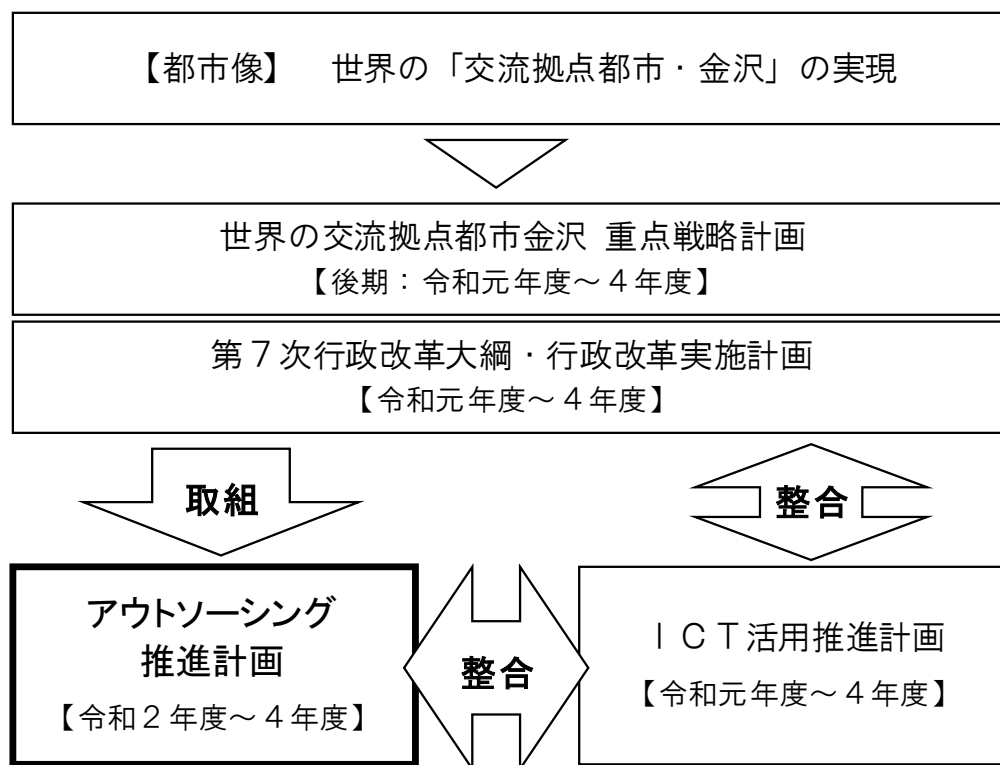 【都市像】　世界の「交流拠点都市・金沢」の実現
世界の交流拠点都市金沢 重点戦略計画
【後期：令和元年度～４年度】
第７次行政改革大綱・行政改革実施計画
【令和元年度～４年度】
取組
整合
アウトソーシング
推進計画
【令和２年度～４年度】
整合
ＩＣＴ活用推進計画
【令和元年度～４年度】